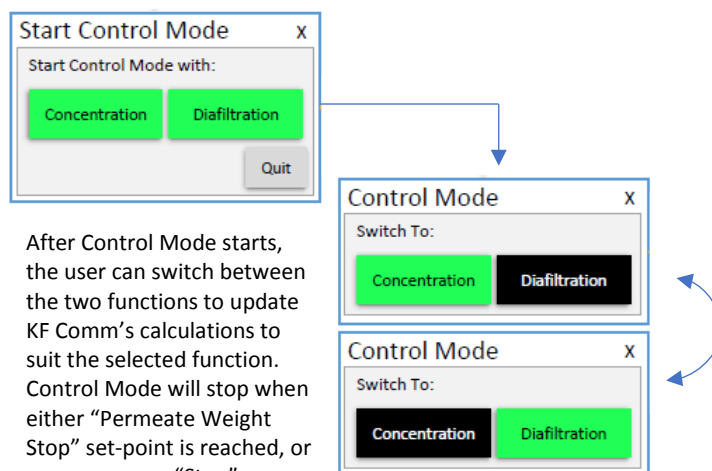 Start Control Mode x
Start Control Mode with:
Concentration Diafiltration
Quit
After Control Mode starts,
the user can switch between
the two functions to update
KF Comm's calculations to
suit the selected function.
Control Mode will stop when
either “Permeate Weight
Stop” set-point is reached, or
Control Mode x
Switch To:
Concentration Diafiltration
Control Mode x
Switch To:
Concentration Diafiltration